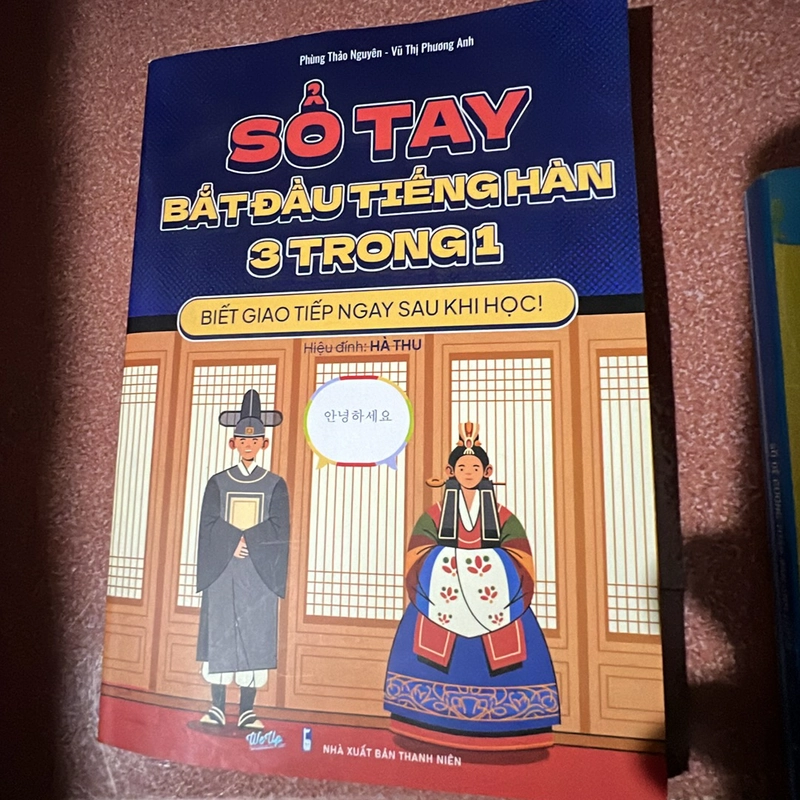 Phùng Thảo Nguyên - Vũ Thị Phương Anh
SỔ TAY
BẮT ĐẦU TIẾNG HÀN
3 TRONG 1
BIẾT GIAO TIẾP NGAY SAU KHI HỌC!
Hiệu đính: HÀ THU
안녕하세요
WeUp
NHÀ XUẤT BẢN THANH NIÊN